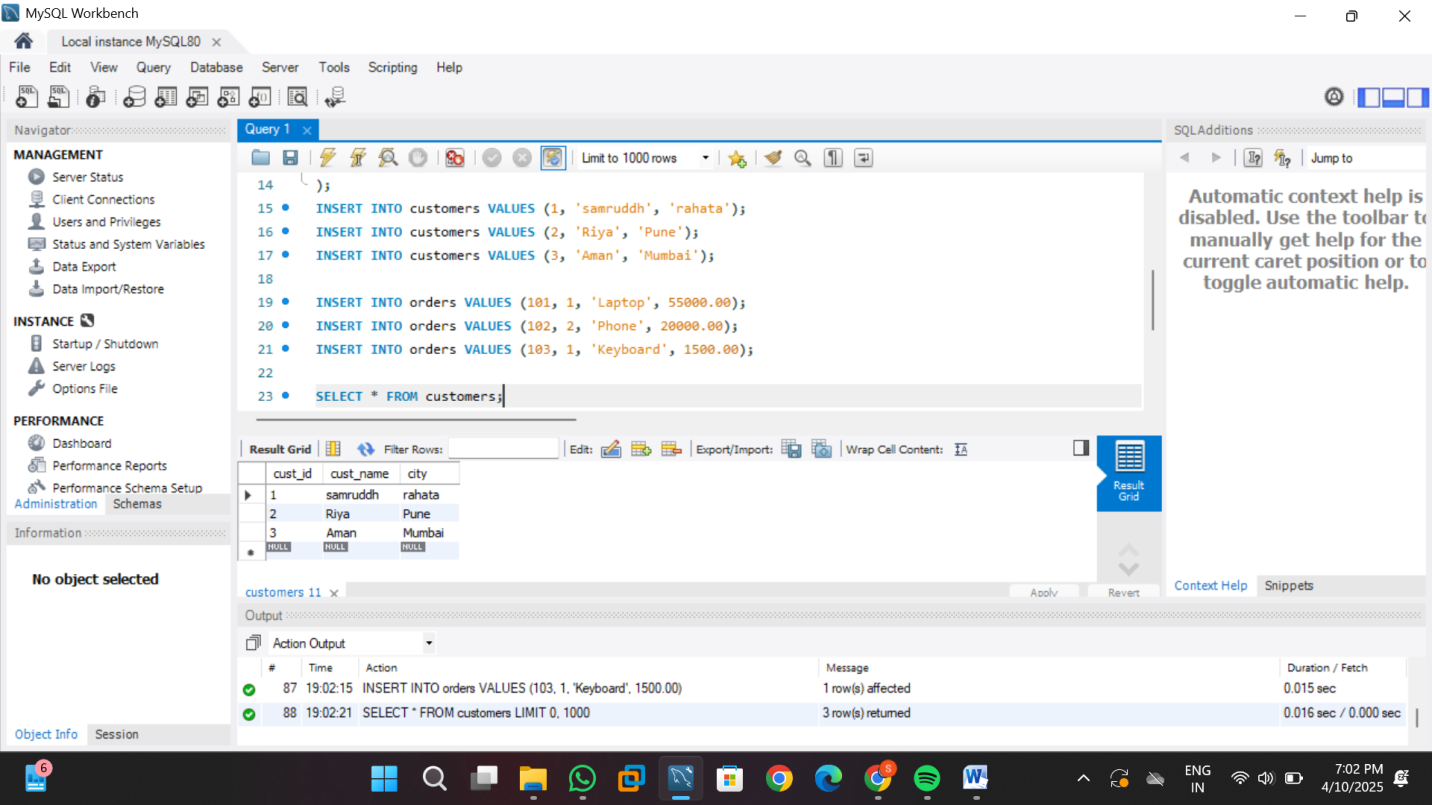 MySQL Workbench
Local instance MySQL80
File Edit View Query Database Server Tools Scripting Help
Navigator
MANAGEMENT
Server Status
Client Connections
Users and Privileges
Status and System Variables
Data Export
Data Import/Restore
INSTANCE
Startup / Shutdown
Server Logs
Options File
PERFORMANCE
Dashboard
Performance Reports
Performance Schema Setup
Administration Schemas
Information
No object selected
Object Info Session
Query 1
Limit to 1000 rows
14 );
15 INSERT INTO customers VALUES (1, 'samruddh', 'rahata');
16 INSERT INTO customers VALUES (2, 'Riya', 'Pune');
17 INSERT INTO customers VALUES (3, 'Aman', 'Mumbai');
18
19 INSERT INTO orders VALUES (101, 1, 'Laptop', 55000.00);
20 INSERT INTO orders VALUES (102, 2, 'Phone', 20000.00);
21 INSERT INTO orders VALUES (103, 1, 'Keyboard', 1500.00);
22
23 SELECT * FROM customers;
Result Grid Filter Rows: Edit: Export/Import: Wrap Cell Content:
cust_id cust_name city
1 samruddh rahata
2 Riya Pune
3 Aman Mumbai
NULL NULL NULL
Result
Grid
customers 11 Apply Revert
Output
Action Output
# Time Action Message Duration / Fetch
87 19:02:15 INSERT INTO orders VALUES (103, 1, 'Keyboard', 1500.00) 1 row(s) affected 0.015 sec
88 19:02:21 SELECT * FROM customers LIMIT 0, 1000 3 row(s) returned 0.016 sec / 0.000 sec
SQLAdditions
Jump to
Automatic context help is
disabled. Use the toolbar to
manually get help for the
current caret position or to
toggle automatic help.
Context Help Snippets
6
S
ENG
IN
7:02 PM
4/10/2025